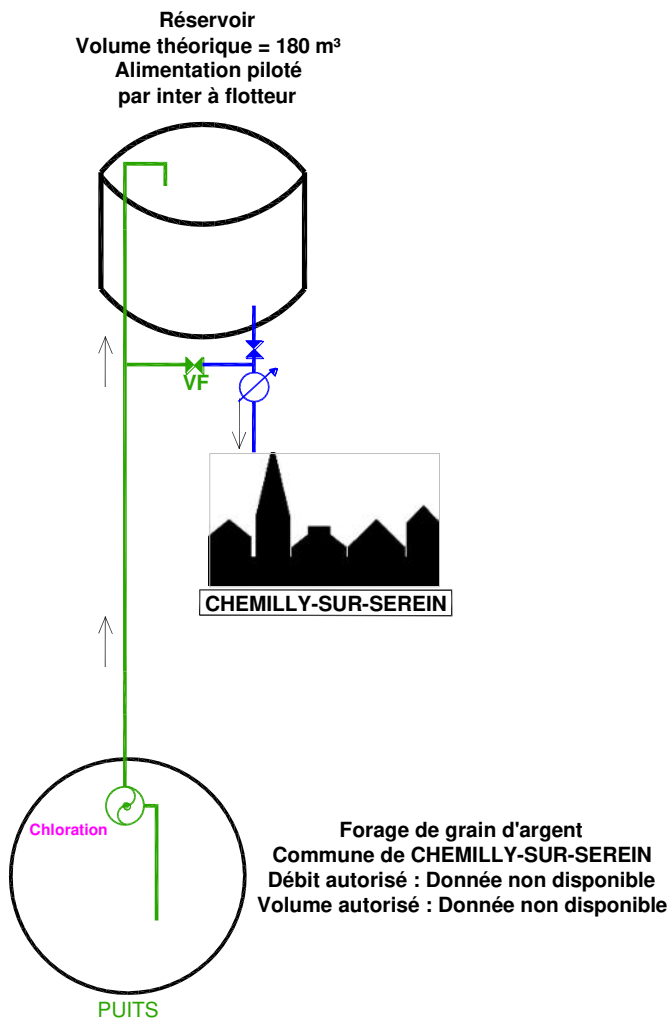 Réservoir
Volume théorique = 180 m³
Alimentation piloté
par inter à flotteur
VF
CHEMILLY-SUR-SEREIN
Chloration
Forage de grain d'argent
Commune de CHEMILLY-SUR-SEREIN
Débit autorisé : Donnée non disponible
Volume autorisé : Donnée non disponible
PUITS